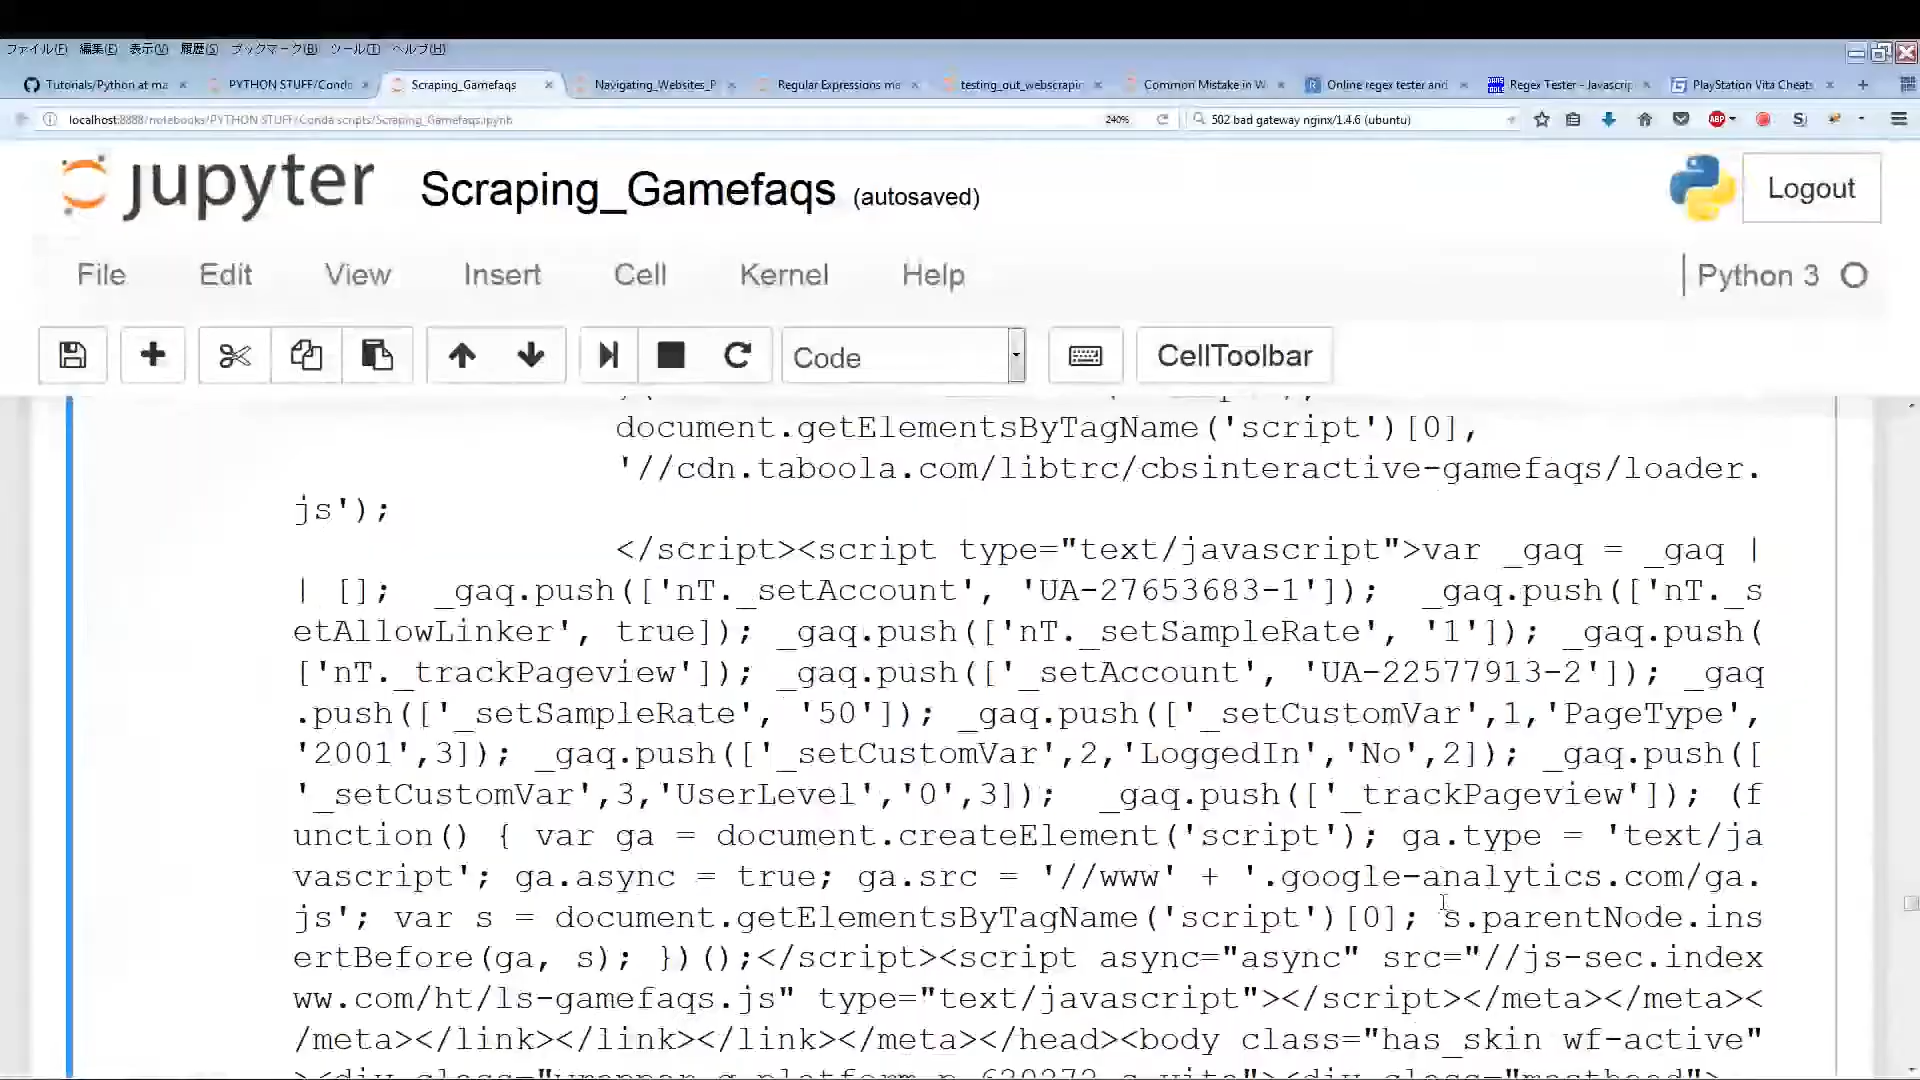 ファイル(F) 編集(E) 表示(V) 履歴(S) ブックマーク(B) ツール(T) ヘルプ(H)
Tutorials/Python at ma PYTHON STUFF/Conda Scraping_Gamefaqs Navigating_Websites_P Regular Expressions ma testing_out_webscrapin Common Mistake in W Online regex tester and Regex Tester - Javascrip PlayStation Vita Cheats
localhost:8888/notebooks/PYTHON STUFF/Conda scripts/Scraping_Gamefaqs.ipynb 240% 502 bad gateway nginx/1.4.6 (ubuntu) ABP
jupyter Scraping_Gamefaqs (autosaved) Logout
File Edit View Insert Cell Kernel Help Python 3
Code CellToolbar
document.getElementsByTagName('script')[0],
'//cdn.taboola.com/libtrc/cbsinteractive-gamefaqs/loader.
js');
</script><script type="text/javascript">var _gaq = _gaq |
| []; _gaq.push(['nT._setAccount', 'UA-27653683-1']); _gaq.push(['nT._s
etAllowLinker', true]); _gaq.push(['nT._setSampleRate', '1']); _gaq.push(
['nT._trackPageview']); _gaq.push(['_setAccount', 'UA-22577913-2']); _gaq
.push(['_setSampleRate', '50']); _gaq.push(['_setCustomVar',1,'PageType',
'2001',3]); _gaq.push(['_setCustomVar',2,'LoggedIn','No',2]); _gaq.push([
'_setCustomVar',3,'UserLevel','0',3]); _gaq.push(['_trackPageview']); (f
unction() { var ga = document.createElement('script'); ga.type = 'text/ja
vascript'; ga.async = true; ga.src = '//www' + '.google-analytics.com/ga.
js'; var s = document.getElementsByTagName('script')[0]; s.parentNode.ins
ertBefore(ga, s); })();</script><script async="async" src="//js-sec.index
ww.com/ht/ls-gamefaqs.js" type="text/javascript"></script></meta></meta><
/meta></link></link></link></meta></head><body class="has_skin wf-active"
><div class="wrapper g_platform p_620272 s_vita"><div class="masthead">